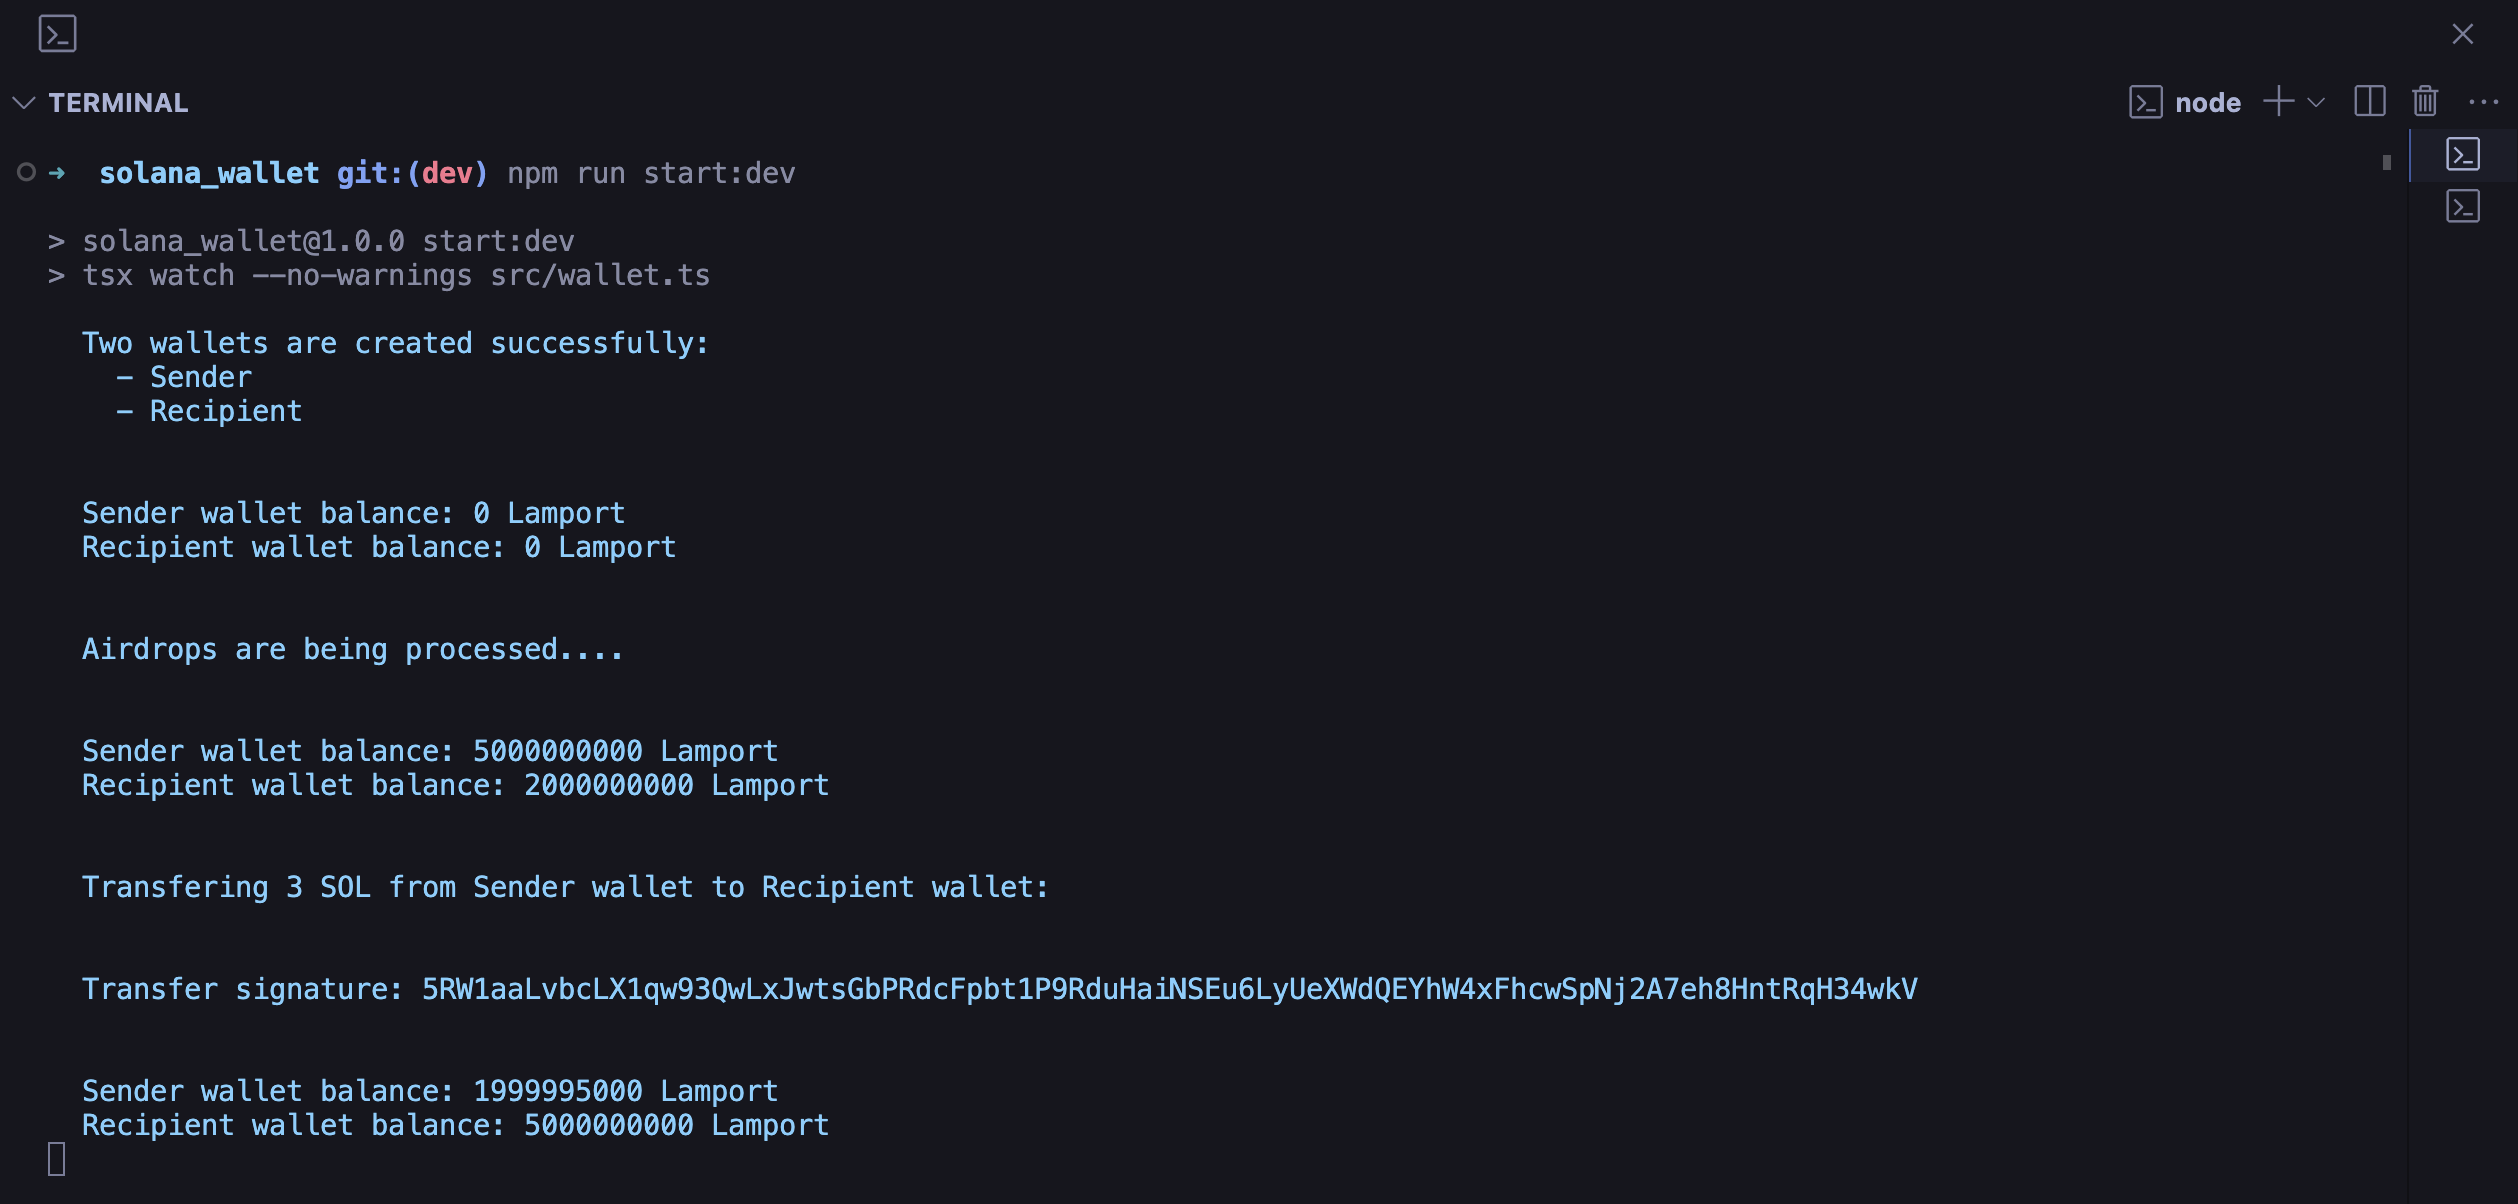 TERMINAL
node
➜ solana_wallet git:(dev) npm run start:dev
> solana_wallet@1.0.0 start:dev
> tsx watch --no-warnings src/wallet.ts
Two wallets are created successfully:
- Sender
- Recipient
Sender wallet balance: 0 Lamport
Recipient wallet balance: 0 Lamport
Airdrops are being processed....
Sender wallet balance: 5000000000 Lamport
Recipient wallet balance: 2000000000 Lamport
Transfering 3 SOL from Sender wallet to Recipient wallet:
Transfer signature: 5RW1aaLvbcLX1qw93QwLxJwtsGbPRdcFpbt1P9RduHaiNSEu6LyUeXWdQEYhW4xFhcwSpNj2A7eh8HntRqH34wkV
Sender wallet balance: 1999995000 Lamport
Recipient wallet balance: 5000000000 Lamport